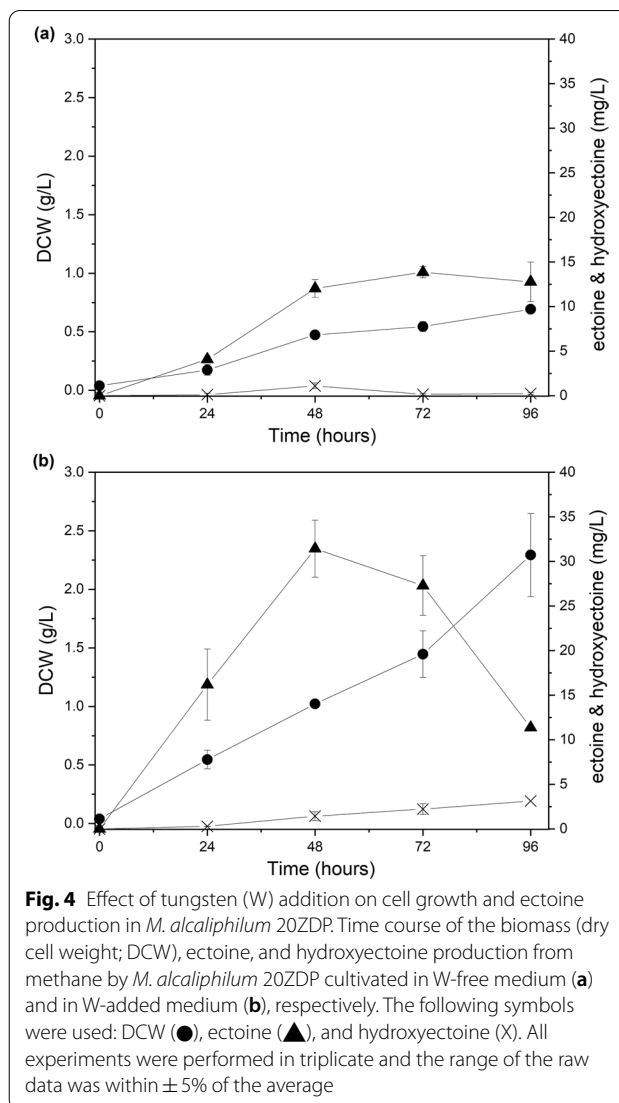 (a)
3.0
2.5
2.0
1.5
1.0
0.5
0.0
DCW (g/L)
40
35
30
25
20
15
10
5
0
ectoine & hydroxyectoine (mg/L)
0 24 48 72 96
Time (hours)
(b)
3.0
2.5
2.0
1.5
1.0
0.5
0.0
DCW (g/L)
40
35
30
25
20
15
10
5
0
ectoine & hydroxyectoine (mg/L)
0 24 48 72 96
Time (hours)
Fig. 4 Effect of tungsten (W) addition on cell growth and ectoine
production in M. alcaliphilum 20ZDP. Time course of the biomass (dry
cell weight; DCW), ectoine, and hydroxyectoine production from
methane by M. alcaliphilum 20ZDP cultivated in W-free medium (a)
and in W-added medium (b), respectively. The following symbols
were used: DCW (●), ectoine (▲), and hydroxyectoine (X). All
experiments were performed in triplicate and the range of the raw
data was within ± 5% of the average